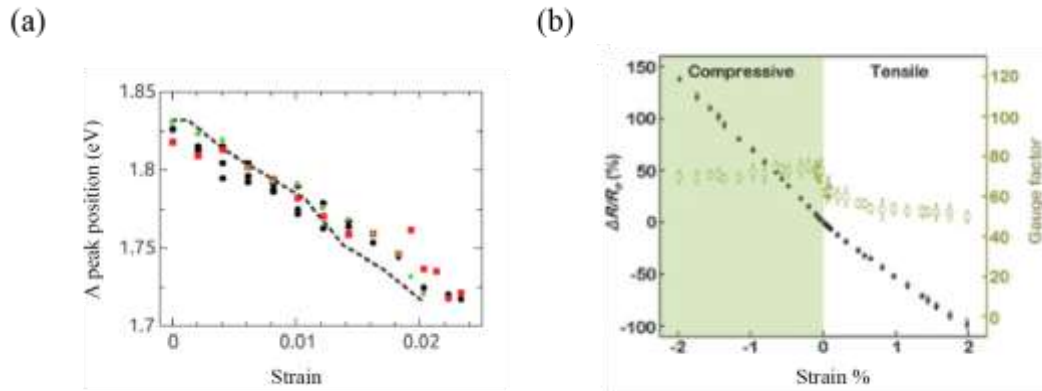 (a)
(b)
1.85
1.8
1.75
1.7
A peak position (eV)
0
0.01
0.02
Strain
150
100
50
0
-50
-100
ΔR/R₀ (%)
Compressive
Tensile
120
100
80
60
40
20
0
Gauge factor
-2
-1
0
1
2
Strain %